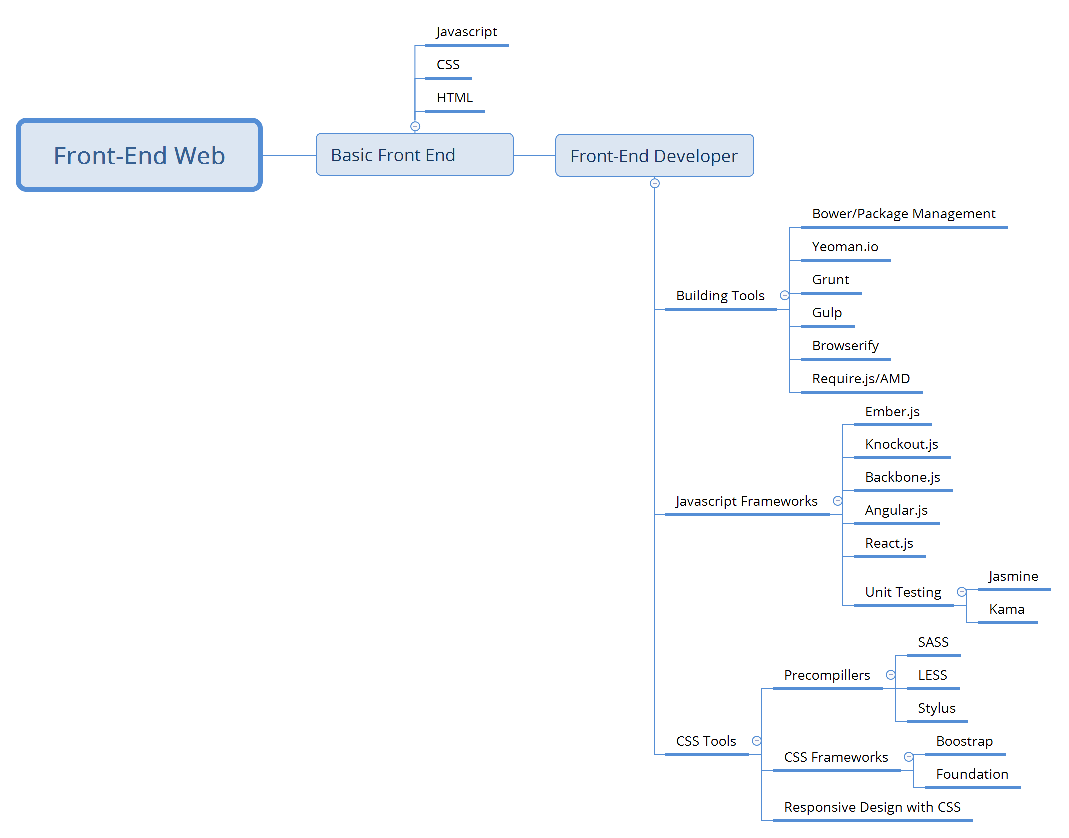 Javascript
CSS
HTML
Front-End Web
Basic Front End
Front-End Developer
Bower/Package Management
Yeoman.io
Grunt
Building Tools
Gulp
Browserify
Require.js/AMD
Ember.js
Knockout.js
Backbone.js
Javascript Frameworks
Angular.js
React.js
Unit Testing
Jasmine
Kama
SASS
Precompillers
LESS
Stylus
CSS Tools
CSS Frameworks
Boostrap
Foundation
Responsive Design with CSS